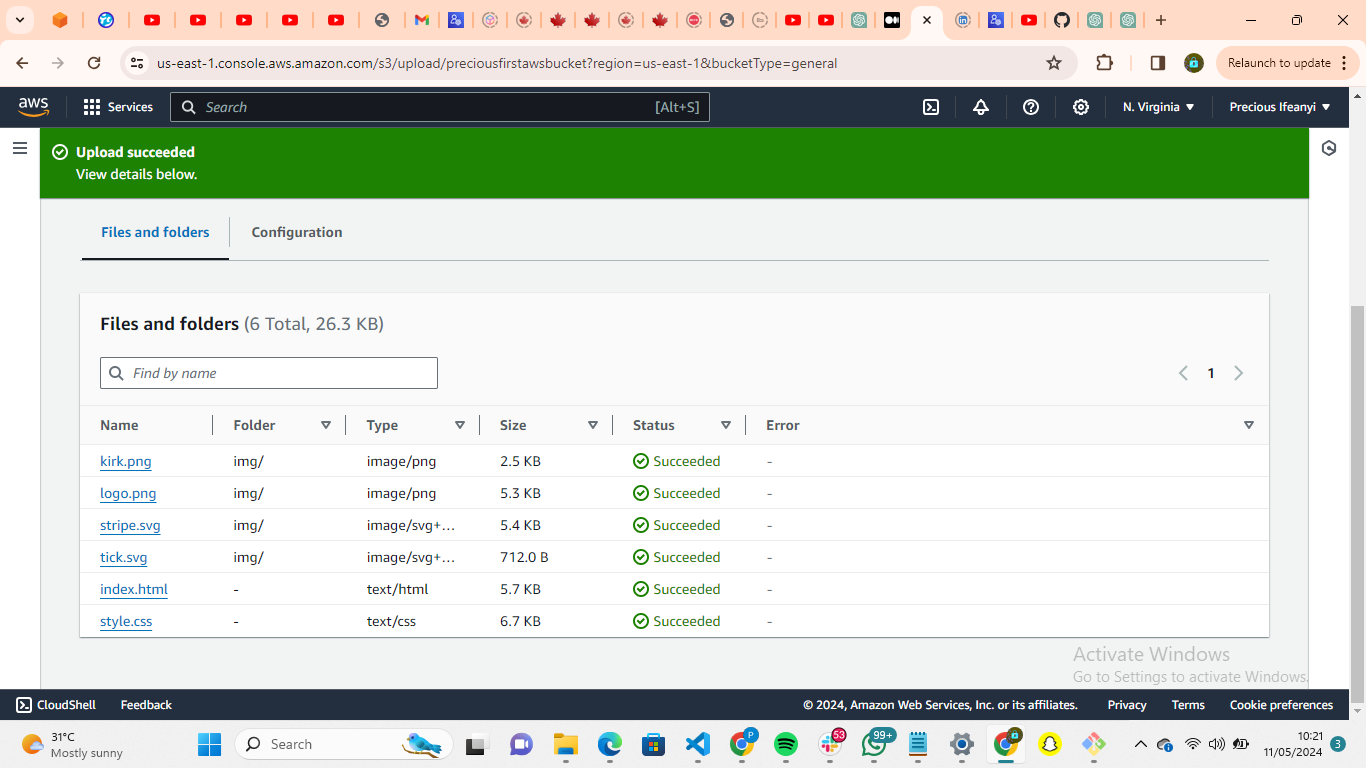 us-east-1.console.aws.amazon.com/s3/upload/preciousfirstawsbucket?region=us-east-1&bucketType=general
Relaunch to update
aws
Services
Search
[Alt+S]
N. Virginia
Precious Ifeanyi
Upload succeeded
View details below.
Files and folders
Configuration
Files and folders (6 Total, 26.3 KB)
Find by name
1
Name Folder Type Size Status Error
kirk.png img/ image/png 2.5 KB Succeeded -
logo.png img/ image/png 5.3 KB Succeeded -
stripe.svg img/ image/svg+... 5.4 KB Succeeded -
tick.svg img/ image/svg+... 712.0 B Succeeded -
index.html - text/html 5.7 KB Succeeded -
style.css - text/css 6.7 KB Succeeded -
Activate Windows
Go to Settings to activate Windows.
CloudShell
Feedback
© 2024, Amazon Web Services, Inc. or its affiliates.
Privacy
Terms
Cookie preferences
31°C
Mostly sunny
Search
P
53
99+
10:21
11/05/2024
3